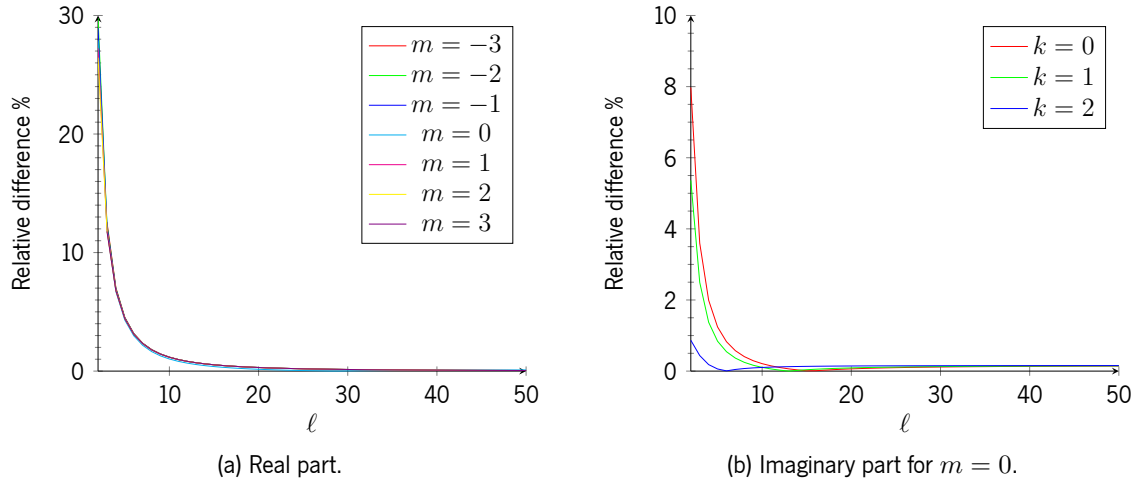 30
20
10
0
10
20
30
40
50
Relative difference %
ℓ
m = −3
m = −2
m = −1
m = 0
m = 1
m = 2
m = 3
(a) Real part.
10
8
6
4
2
0
10
20
30
40
50
Relative difference %
ℓ
k = 0
k = 1
k = 2
(b) Imaginary part for m = 0.